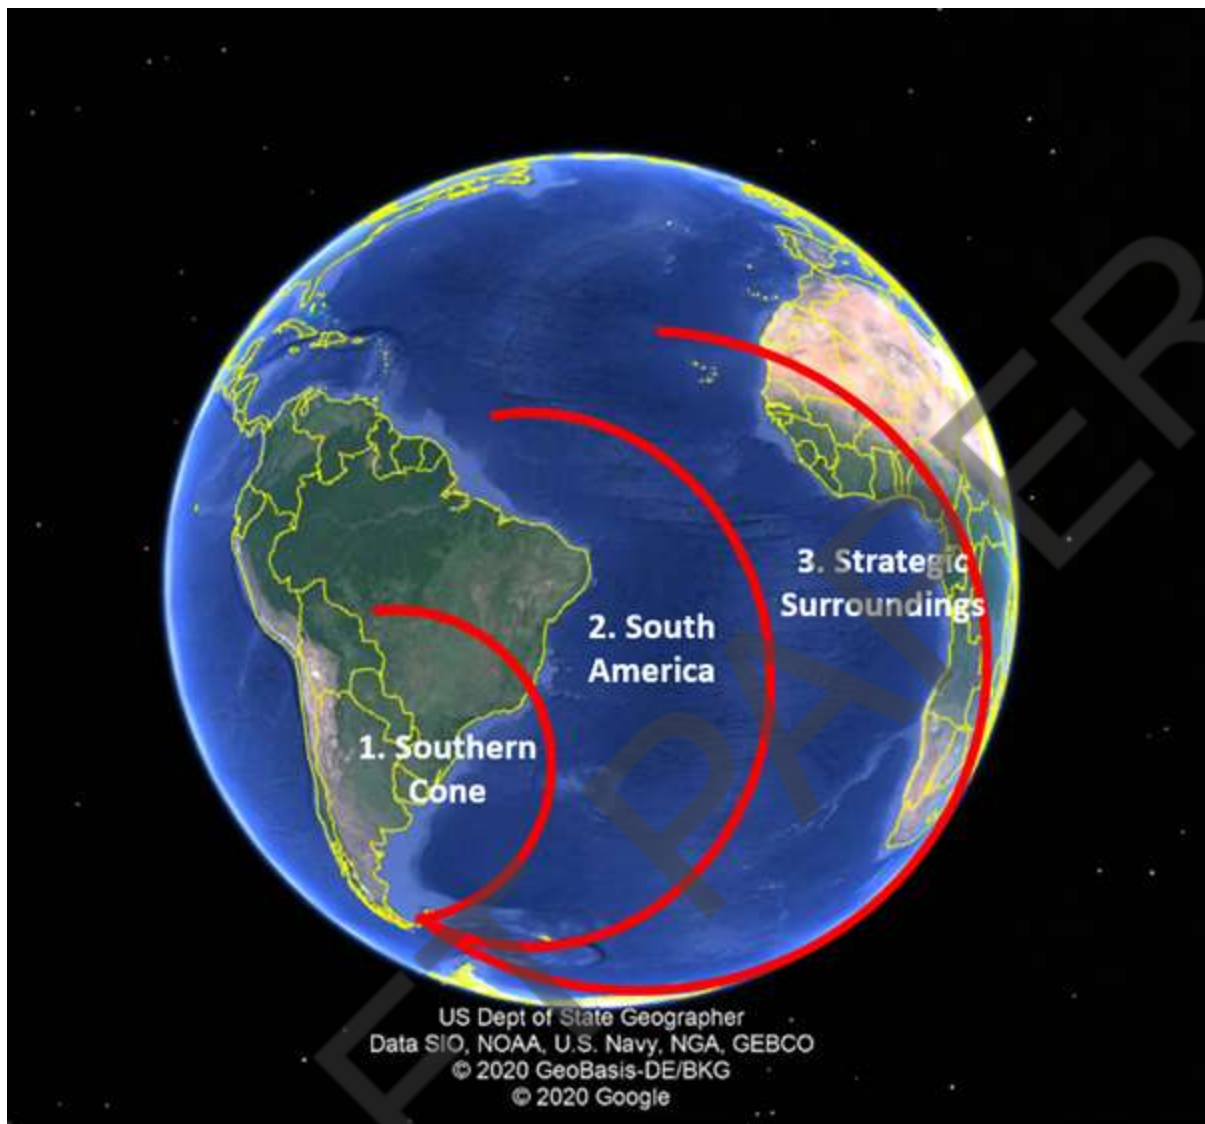 3. Strategic
Surroundings
2. South
America
1. Southern
Cone
US Dept of State Geographer
Data SIO, NOAA, U.S. Navy, NGA, GEBCO
© 2020 GeoBasis-DE/BKG
© 2020 Google
PAPER